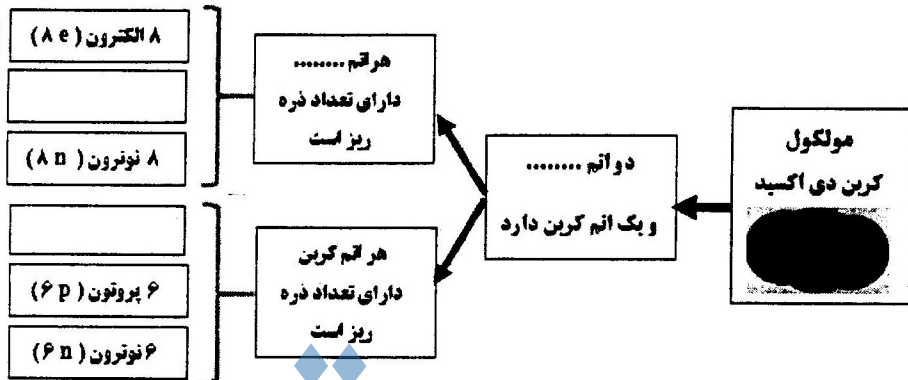 مولکول
کربن دی اکسید
دو اتم ........
و یک اتم کربن دارد
هر اتم ........
دارای تعداد ذره
ریز است
۸ الکترون (۸ e)
۸ نوترون (۸ n)
هر اتم کربن
دارای تعداد ذره
ریز است
۶ پروتون (۶ p)
۶ نوترون (۶ n)